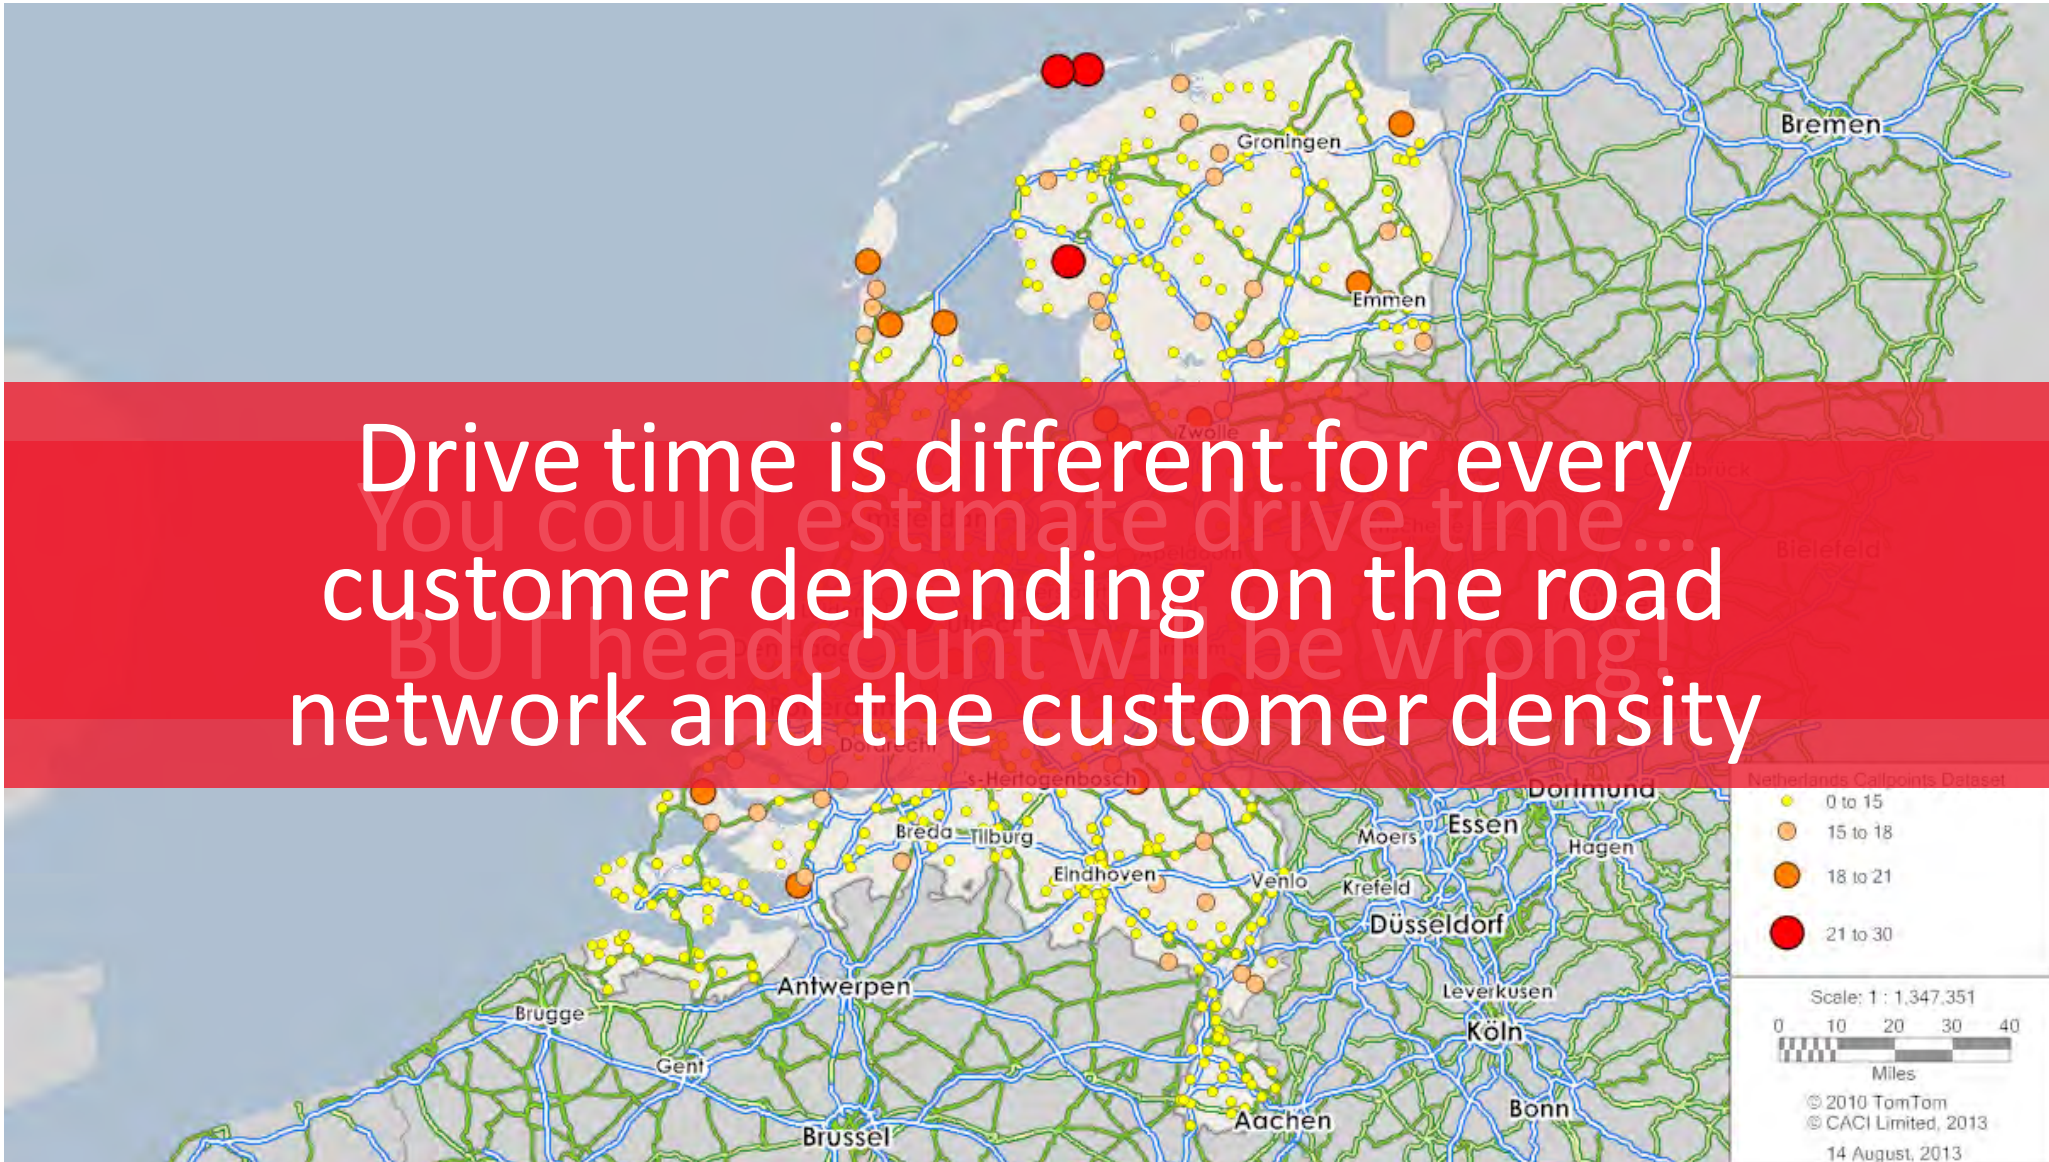 Bremen
Groningen
Emmen
Zwolle
Drive time is different for every
You could estimate drive time...
customer depending on the road
BUT headcount will be wrong!
network and the customer density
Bielefeld
Dordrecht
's-Hertogenbosch
Dortmund
Breda
Tilburg
Moers
Essen
Hagen
Eindhoven
Venlo
Krefeld
Düsseldorf
Antwerpen
Leverkusen
Brugge
Köln
Gent
Aachen
Bonn
Brussel
Netherlands Callpoints Dataset
0 to 15
15 to 18
18 to 21
21 to 30
Scale: 1 : 1,347,351
0 10 20 30 40
Miles
© 2010 TomTom
© CACI Limited, 2013
14 August, 2013